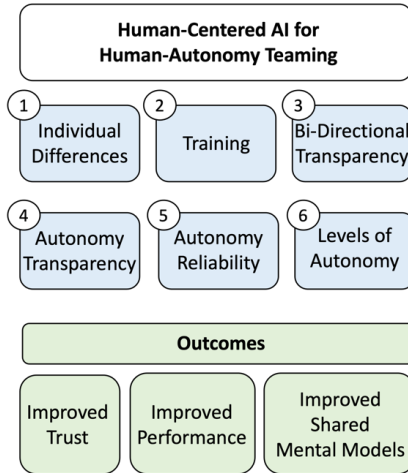 Human-Centered AI for
Human-Autonomy Teaming
1
Individual
Differences
2
Training
3
Bi-Directional
Transparency
4
Autonomy
Transparency
5
Autonomy
Reliability
6
Levels of
Autonomy
Outcomes
Improved
Trust
Improved
Performance
Improved
Shared
Mental Models